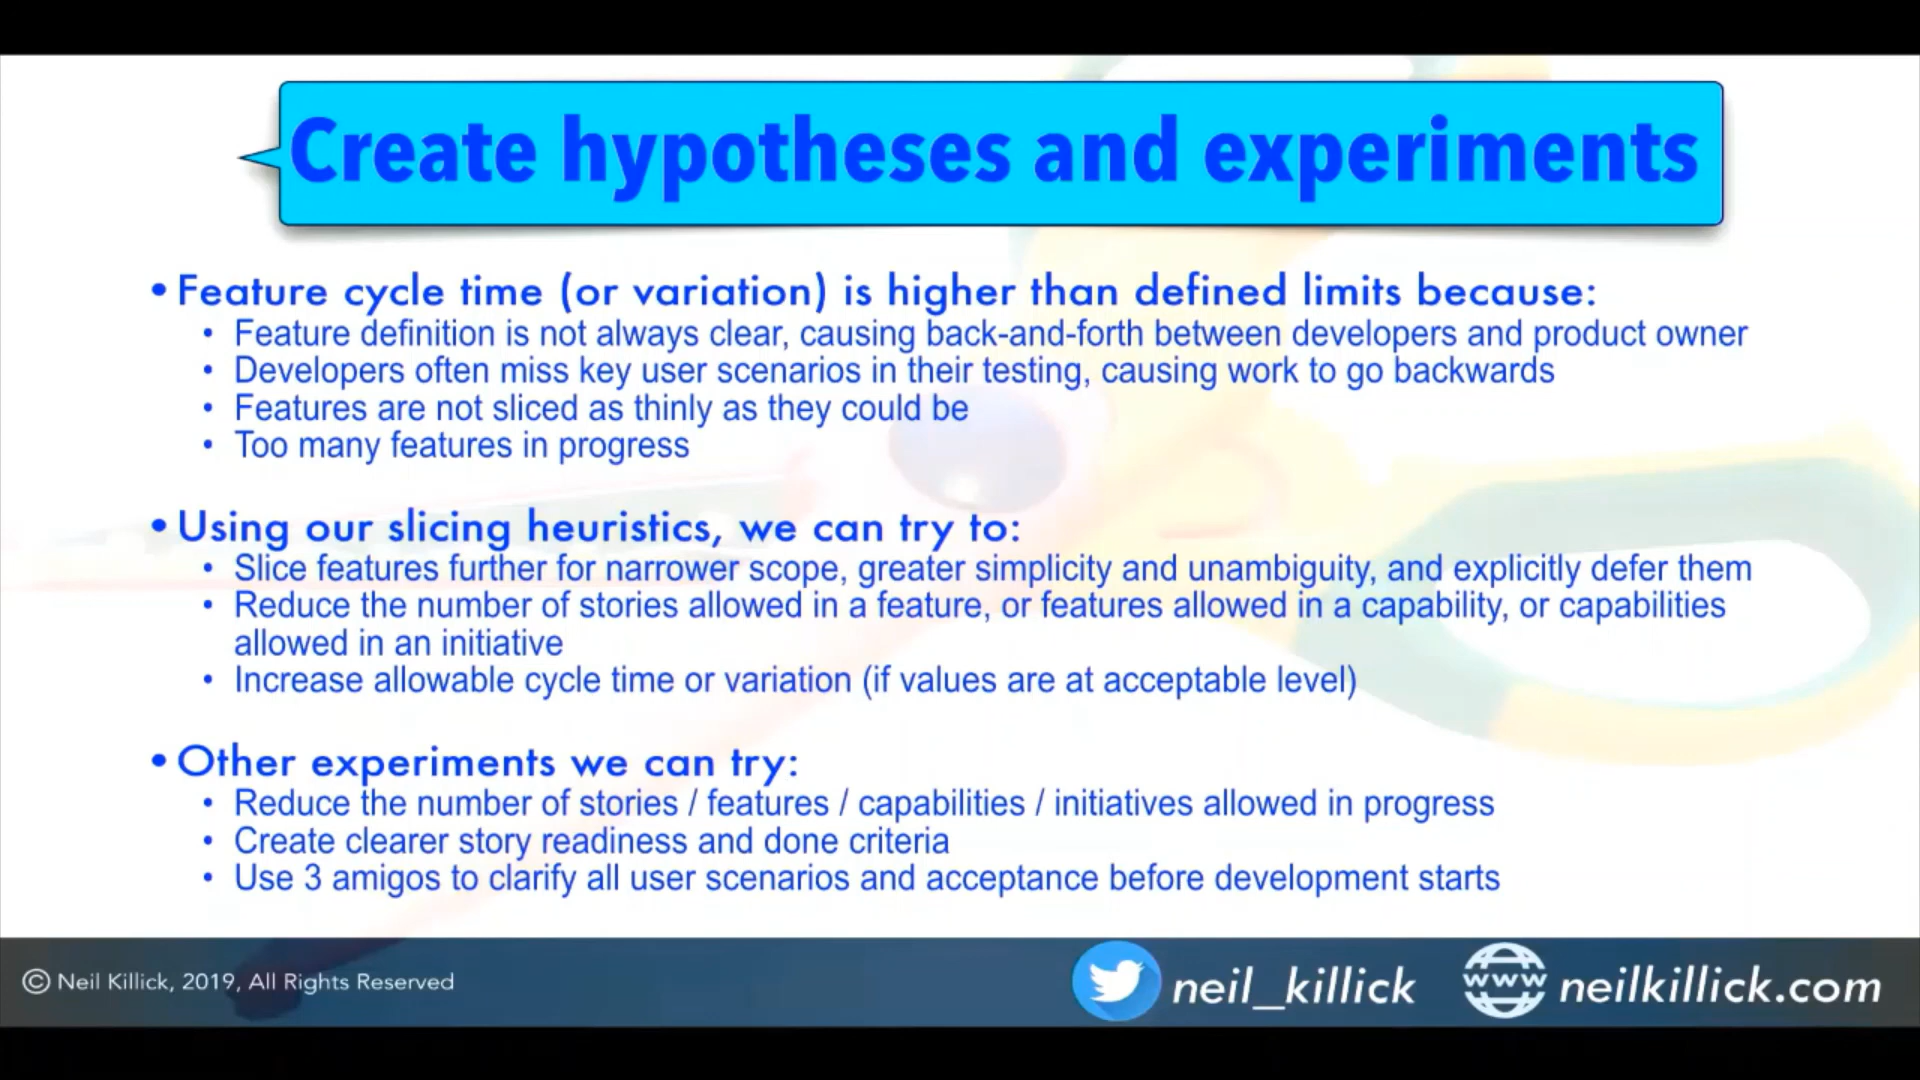 Create hypotheses and experiments
• Feature cycle time (or variation) is higher than defined limits because:
• Feature definition is not always clear, causing back-and-forth between developers and product owner
• Developers often miss key user scenarios in their testing, causing work to go backwards
• Features are not sliced as thinly as they could be
• Too many features in progress
• Using our slicing heuristics, we can try to:
• Slice features further for narrower scope, greater simplicity and unambiguity, and explicitly defer them
• Reduce the number of stories allowed in a feature, or features allowed in a capability, or capabilities
allowed in an initiative
• Increase allowable cycle time or variation (if values are at acceptable level)
• Other experiments we can try:
• Reduce the number of stories / features / capabilities / initiatives allowed in progress
• Create clearer story readiness and done criteria
• Use 3 amigos to clarify all user scenarios and acceptance before development starts
© Neil Killick, 2019, All Rights Reserved
neil_killick
www
neilkillick.com